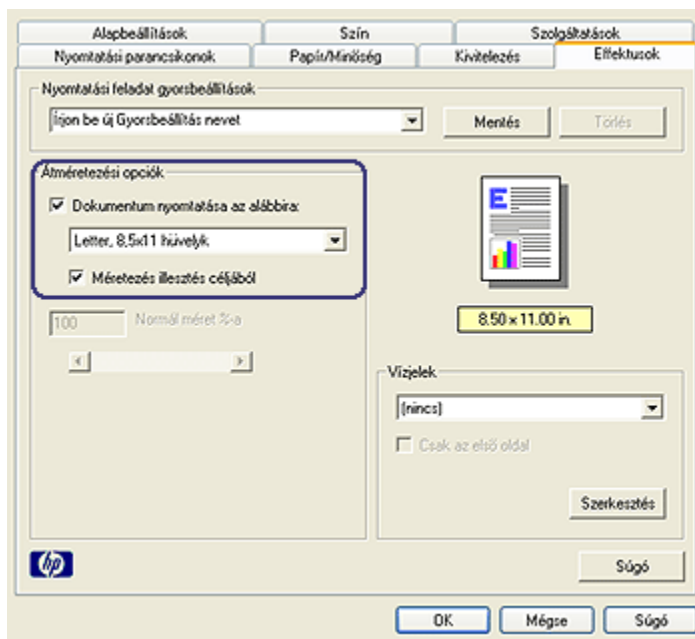 Alapbeállítások Szín Szolgáltatások
Nyomtatási parancsikonok Papír/Minőség Kivitelezés Effektusok
Nyomtatási feladat gyorsbeállítások
Írjon be új Gyorsbeállítás nevet Mentés Törlés
Átméretezési opciók
Dokumentum nyomtatása az alábbira:
Letter, 8,5x11 hüvelyk
Méretezés illesztés céljából
100 Normál méret %-a
E
8.50 × 11.00 in.
Vízjelek
(nincs)
Csak az első oldal
Szerkesztés
hp Súgó
OK Mégse Súgó